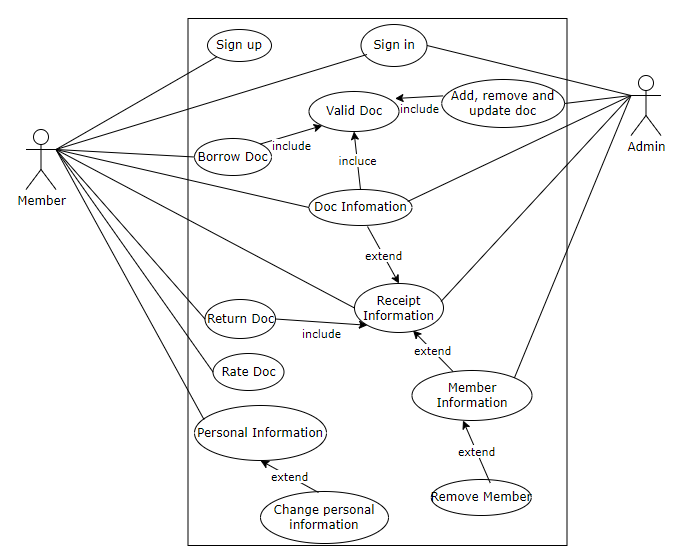 Sign up
Sign in
Valid Doc
Add, remove and
update doc
include
include
Borrow Doc
incluce
Member
Admin
Doc Infomation
extend
Receipt
Information
Return Doc
include
extend
Rate Doc
Member
Information
Personal Information
extend
extend
Remove Member
Change personal
information